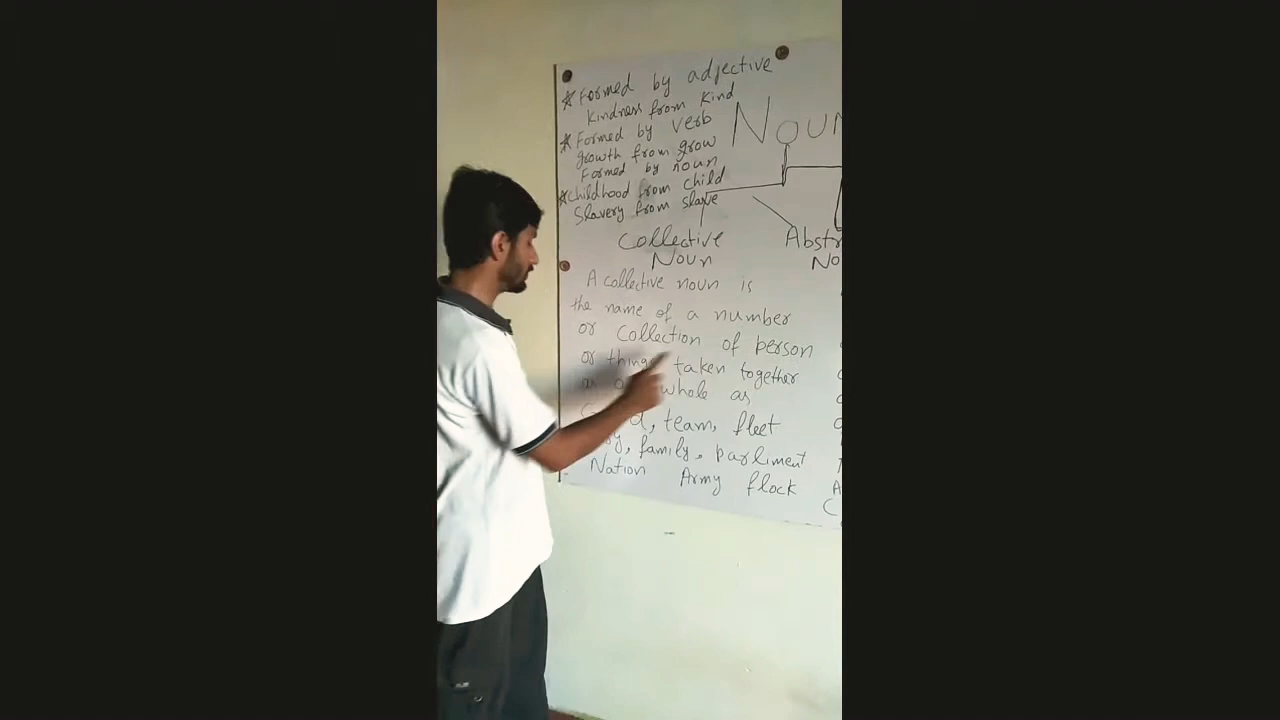 * Formed by adjective
Kindness from Kind
* Formed by Verb
growth from grow
Formed by noun
* Childhood from Child
Slavery from Slave
NOUN
Collective
Noun
A collective noun is
the name of a number
or Collection of person
or things taken together
as whole as
team, fleet
family, parliment
Nation Army flock
Abstr
No